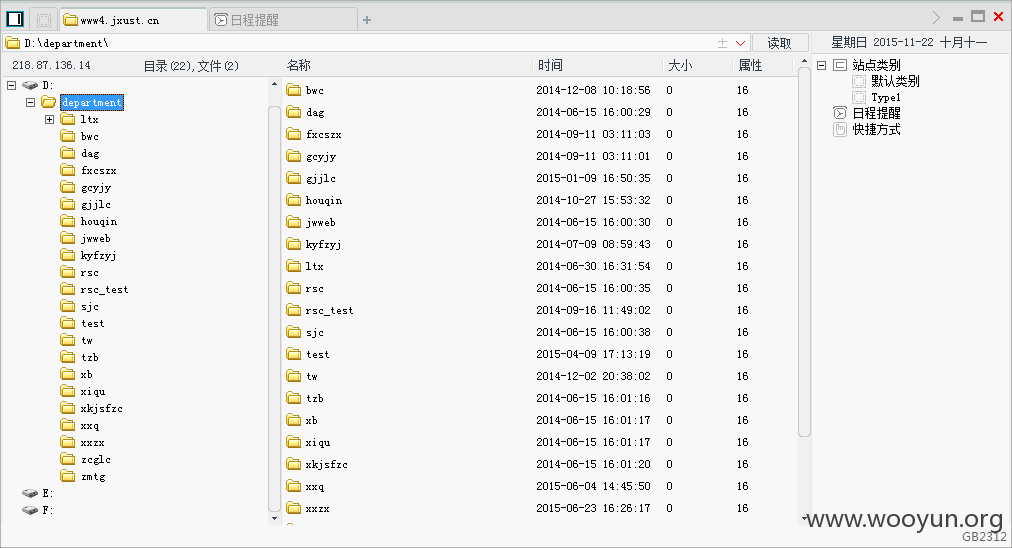 www4.jxust.cn 日程提醒
D:\department\ 读取 星期日 2015-11-22 十月十一
218.87.136.14 目录(22),文件(2) 名称 时间 大小 属性
D:
department
ltx
bwc
dag
fxcszx
gcyjy
gjjlc
houqin
jwweb
kyfzyj
rsc
rsc_test
sjc
test
tw
tzb
xb
xiqu
xkjsfzc
xxq
xxzx
zcglc
zmtg
E:
F:
bwc 2014-12-08 10:18:56 0 16
dag 2014-06-15 16:00:29 0 16
fxcszx 2014-09-11 03:11:03 0 16
gcyjy 2014-09-11 03:11:01 0 16
gjjlc 2015-01-09 16:50:35 0 16
houqin 2014-10-27 15:53:32 0 16
jwweb 2014-06-15 16:00:30 0 16
kyfzyj 2014-07-09 08:59:43 0 16
ltx 2014-06-30 16:31:54 0 16
rsc 2014-06-15 16:00:35 0 16
rsc_test 2014-09-16 11:49:02 0 16
sjc 2014-06-15 16:00:38 0 16
test 2015-04-09 17:13:19 0 16
tw 2014-12-02 20:38:02 0 16
tzb 2014-06-15 16:01:16 0 16
xb 2014-06-15 16:01:17 0 16
xiqu 2014-06-15 16:01:17 0 16
xkjsfzc 2014-06-15 16:01:20 0 16
xxq 2015-06-04 14:45:50 0 16
xxzx 2015-06-23 16:26:17 0 16
站点类别
默认类别
Type1
日程提醒
快捷方式
www.wooyun.org
GB2312